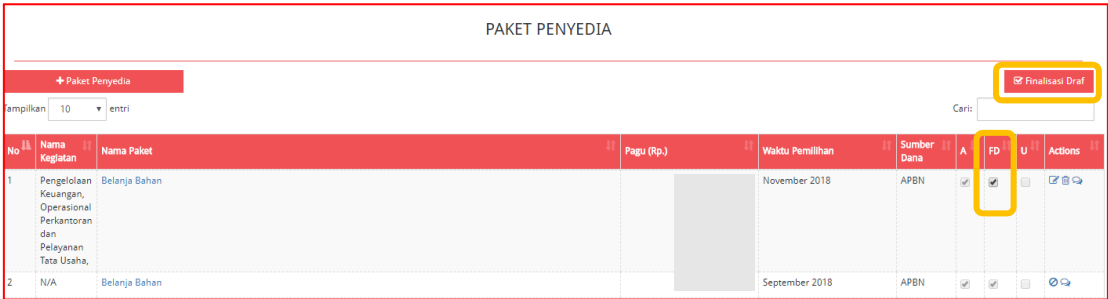 PAKET PENYEDIA
+ Paket Penyedia
Finalisasi Draf
Tampilkan 10 entri
Cari:
No Nama Kegiatan Nama Paket Pagu (Rp.) Waktu Pemilihan Sumber Dana A FD U Actions
1 Pengelolaan Belanja Bahan November 2018 APBN
Keuangan,
Operasional
Perkantoran
dan
Pelayanan
Tata Usaha,
2 N/A Belanja Bahan September 2018 APBN